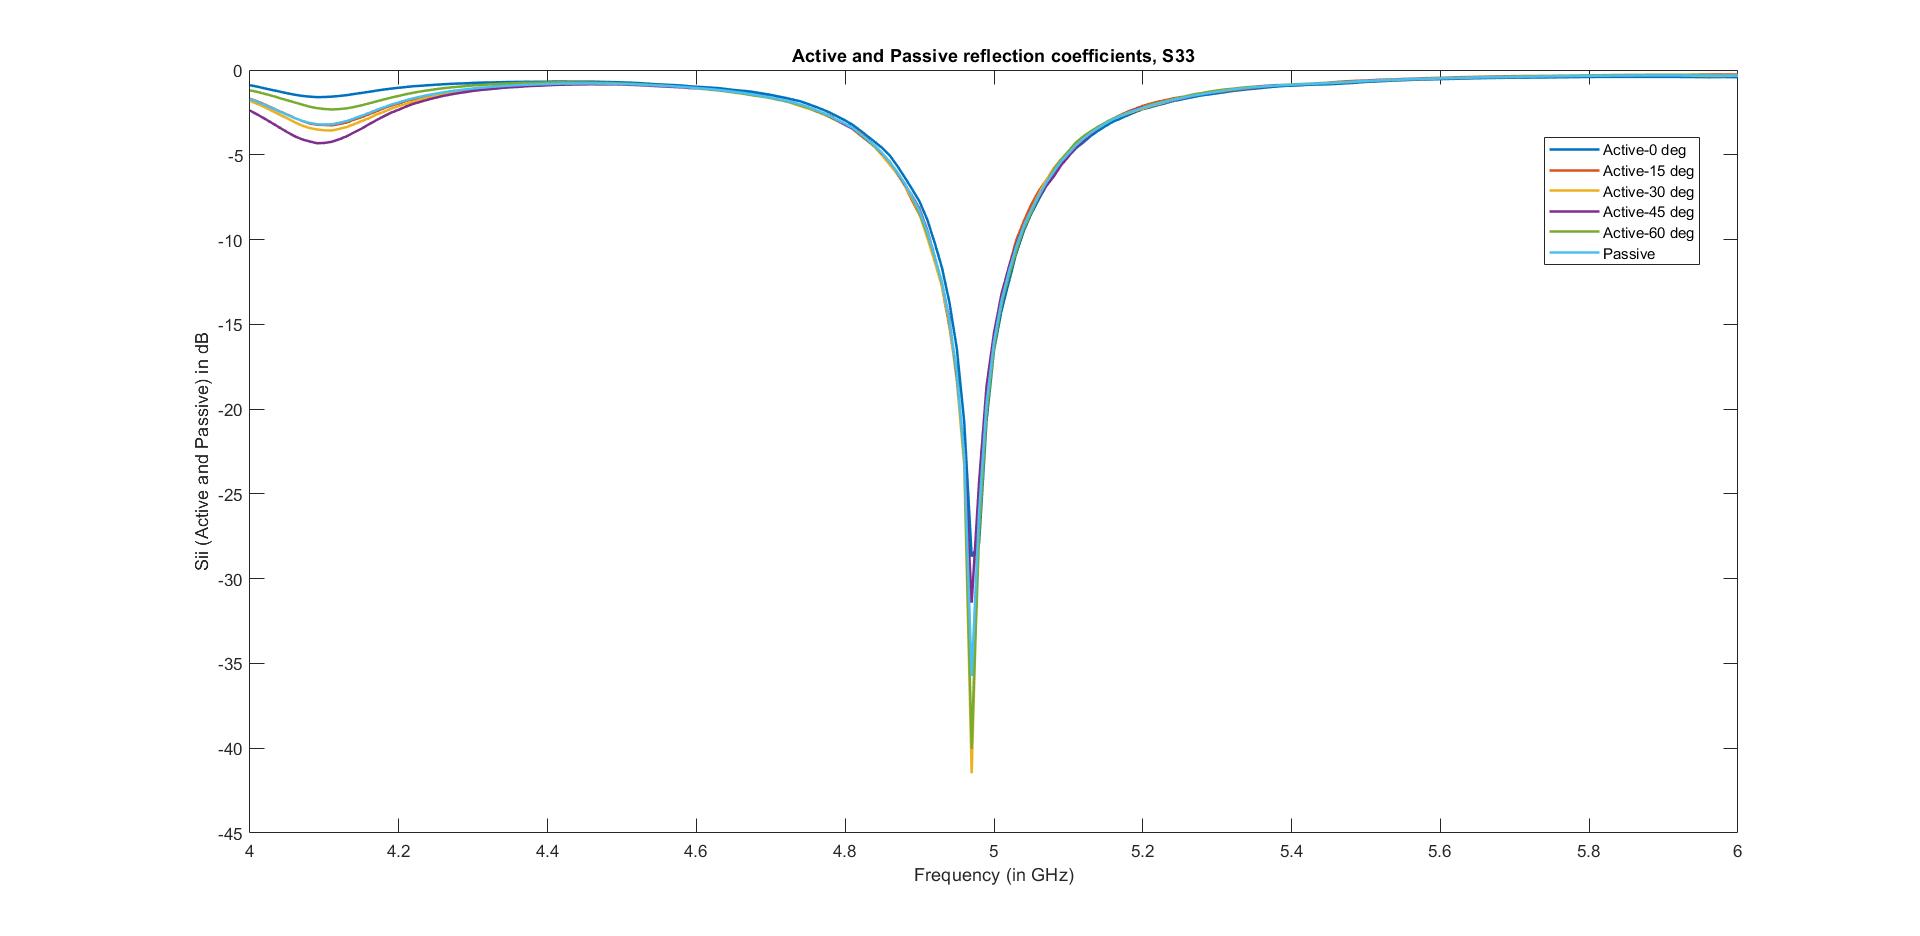 Active and Passive reflection coefficients, S33
0
-5
-10
-15
-20
-25
-30
-35
-40
-45
Sii (Active and Passive) in dB
Active-0 deg
Active-15 deg
Active-30 deg
Active-45 deg
Active-60 deg
Passive
4 4.2 4.4 4.6 4.8 5 5.2 5.4 5.6 5.8 6
Frequency (in GHz)